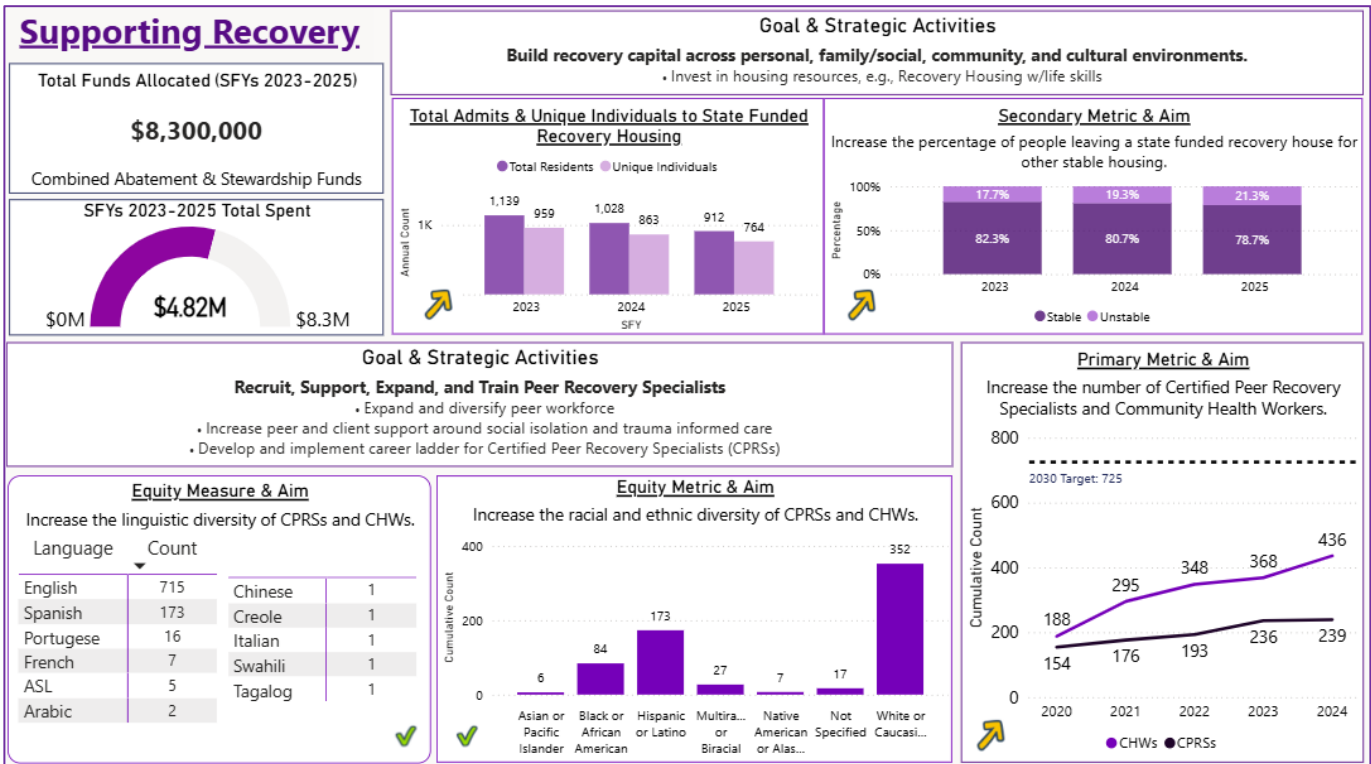 Supporting Recovery
Total Funds Allocated (SFYs 2023-2025)
$8,300,000
Combined Abatement & Stewardship Funds
SFYs 2023-2025 Total Spent
$4.82M
$0M
$8.3M
Goal & Strategic Activities
Build recovery capital across personal, family/social, community, and cultural environments.
• Invest in housing resources, e.g., Recovery Housing w/life skills
Total Admits & Unique Individuals to State Funded
Recovery Housing
Total Residents Unique Individuals
Annual Count
1K
1,139 959 1,028 863 912 764
2023 2024 2025
SFY
Secondary Metric & Aim
Increase the percentage of people leaving a state funded recovery house for
other stable housing.
Percentage
100%
50%
0%
17.7% 19.3% 21.3%
82.3% 80.7% 78.7%
2023 2024 2025
Stable Unstable
Goal & Strategic Activities
Recruit, Support, Expand, and Train Peer Recovery Specialists
• Expand and diversify peer workforce
• Increase peer and client support around social isolation and trauma informed care
• Develop and implement career ladder for Certified Peer Recovery Specialists (CPRSs)
Equity Measure & Aim
Increase the linguistic diversity of CPRSs and CHWs.
Language Count
English 715
Spanish 173
Portugese 16
French 7
ASL 5
Arabic 2
Chinese 1
Creole 1
Italian 1
Swahili 1
Tagalog 1
Equity Metric & Aim
Increase the racial and ethnic diversity of CPRSs and CHWs.
Cumulative Count
400
200
0
6 84 173 27 7 17 352
Asian or Black or Hispanic Multira... Native Not White or
Pacific African or Latino or American Specified Caucasi...
Islander American Biracial or Alas...
Primary Metric & Aim
Increase the number of Certified Peer Recovery
Specialists and Community Health Workers.
Cumulative Count
800
2030 Target: 725
600
400
200
0
188 295 348 368 436
154 176 193 236 239
2020 2021 2022 2023 2024
CHWs CPRSs